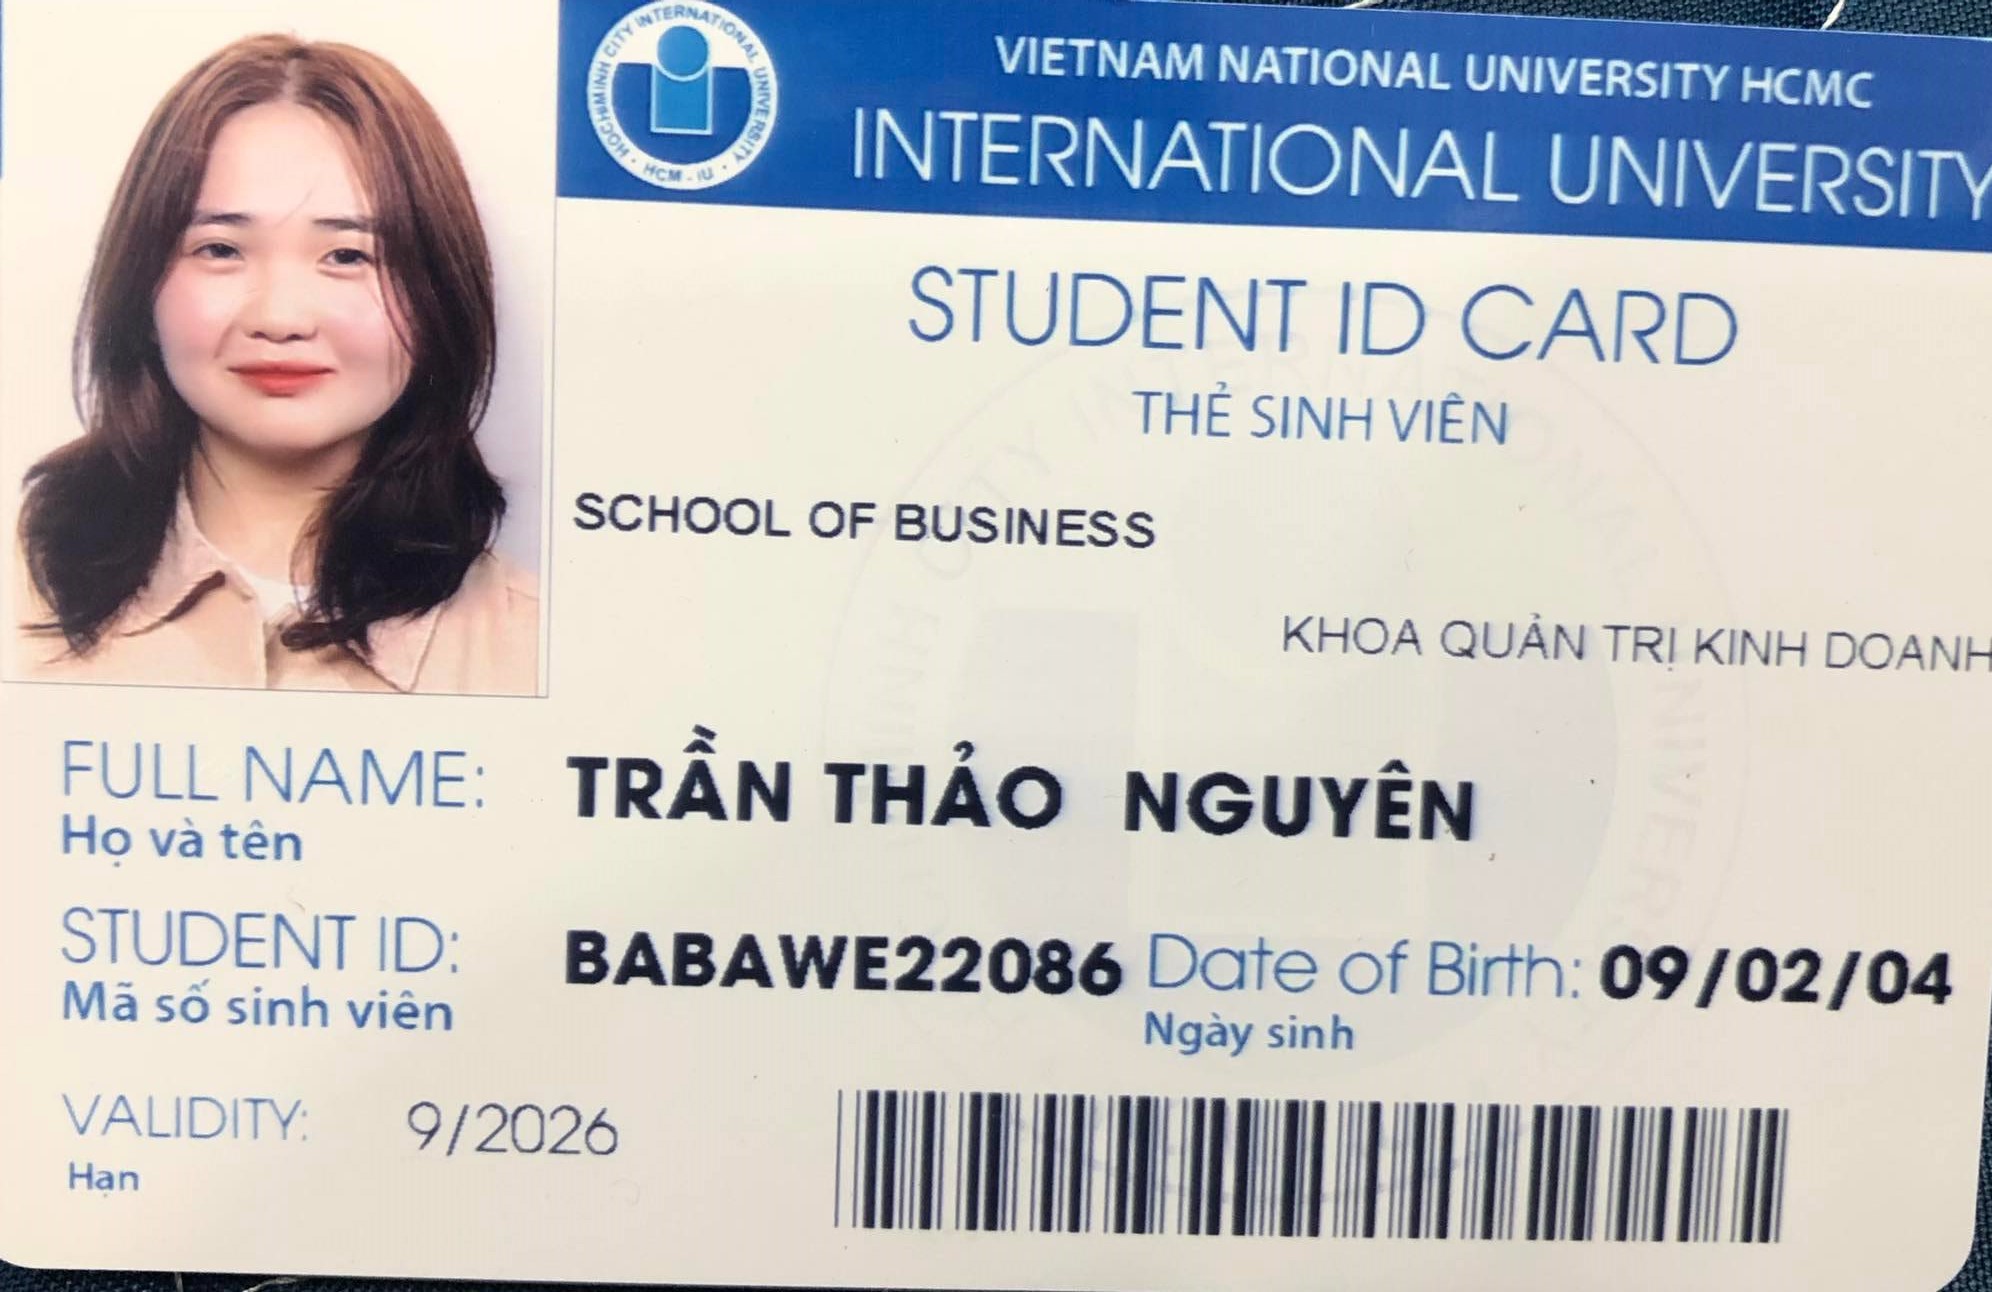 HOCHIMINH CITY INTERNATIONAL UNIVERSITY
HCM - IU
VIETNAM NATIONAL UNIVERSITY HCMC
INTERNATIONAL UNIVERSITY
STUDENT ID CARD
THẺ SINH VIÊN
SCHOOL OF BUSINESS
KHOA QUẢN TRỊ KINH DOANH
FULL NAME: TRẦN THẢO NGUYÊN
Họ và tên
STUDENT ID: BABAWE22086 Date of Birth: 09/02/04
Mã số sinh viên Ngày sinh
VALIDITY: 9/2026
Hạn